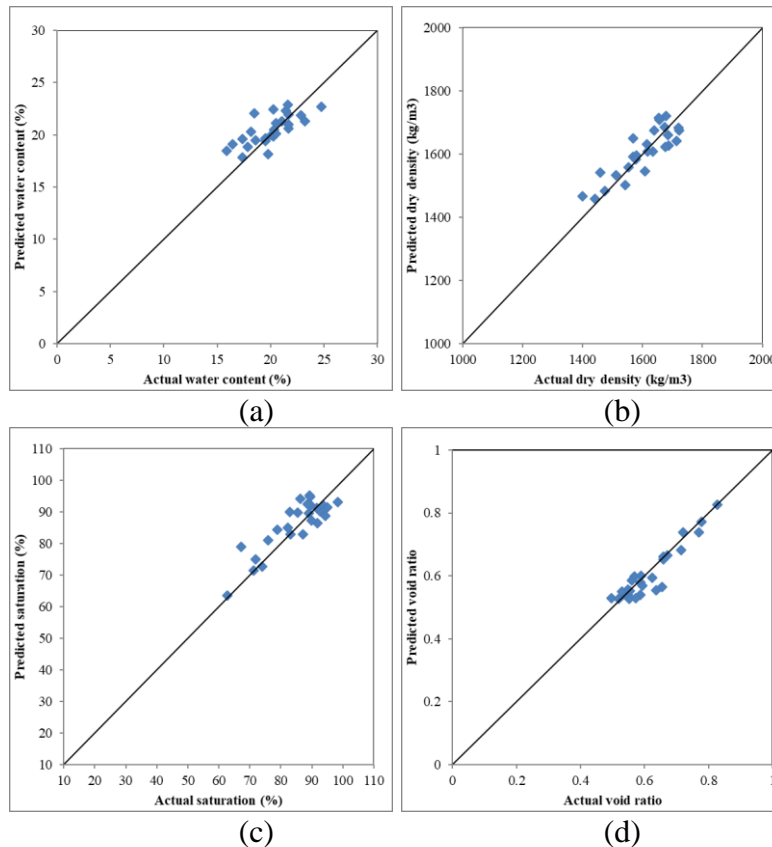 30
25
20
15
10
5
0
0 5 10 15 20 25 30
Predicted water content (%)
Actual water content (%)
(a)
2000
1800
1600
1400
1200
1000
1000 1200 1400 1600 1800 2000
Predicted dry density (kg/m3)
Actual dry density (kg/m3)
(b)
110
100
90
80
70
60
50
40
30
20
10
10 20 30 40 50 60 70 80 90 100 110
Predicted saturation (%)
Actual saturation (%)
(c)
1
0.8
0.6
0.4
0.2
0
0 0.2 0.4 0.6 0.8 1
Predicted void ratio
Actual void ratio
(d)